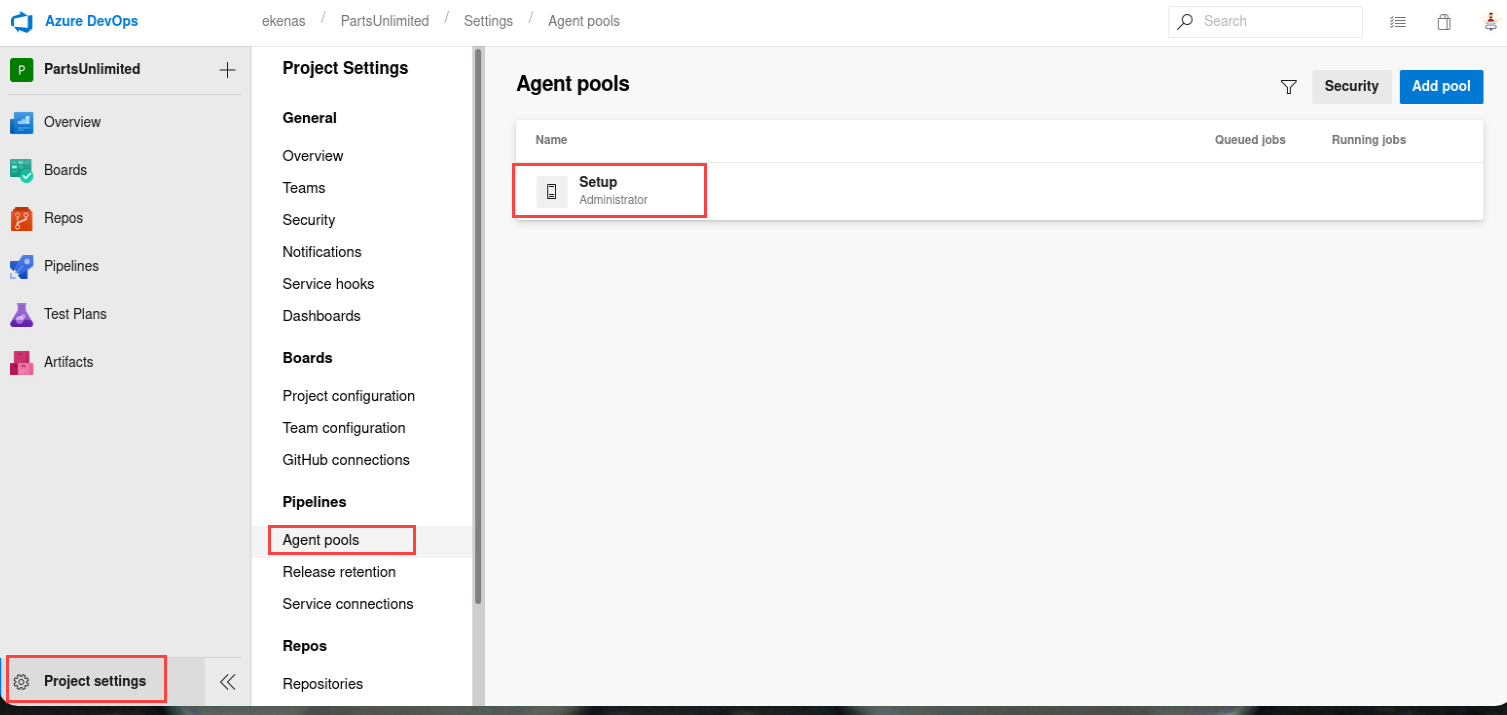 Azure DevOps
ekenas / PartsUnlimited / Settings / Agent pools
Search
P PartsUnlimited
Overview
Boards
Repos
Pipelines
Test Plans
Artifacts
Project settings
Project Settings
General
Overview
Teams
Security
Notifications
Service hooks
Dashboards
Boards
Project configuration
Team configuration
GitHub connections
Pipelines
Agent pools
Release retention
Service connections
Repos
Repositories
Agent pools
Security
Add pool
Name Queued jobs Running jobs
Setup
Administrator